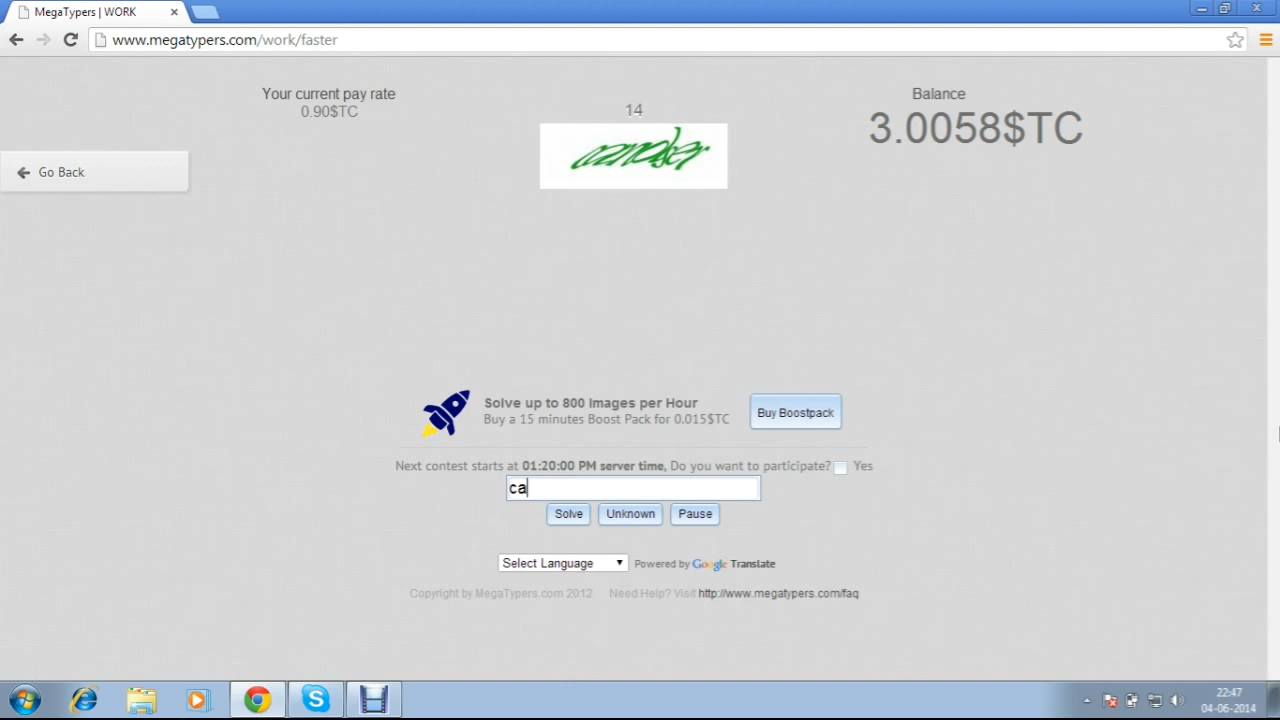 MegaTypers | WORK
www.megatypers.com/work/faster
Your current pay rate
0.90$TC
14
Balance
3.0058$TC
Go Back
Solve up to 800 Images per Hour
Buy a 15 minutes Boost Pack for 0.015$TC
Buy Boostpack
Next contest starts at 01:20:00 PM server time, Do you want to participate? Yes
ca
Solve Unknown Pause
Select Language Powered by Google Translate
Copyright by MegaTypers.com 2012 Need Help? Visit http://www.megatypers.com/faq
22:47
04-06-2014